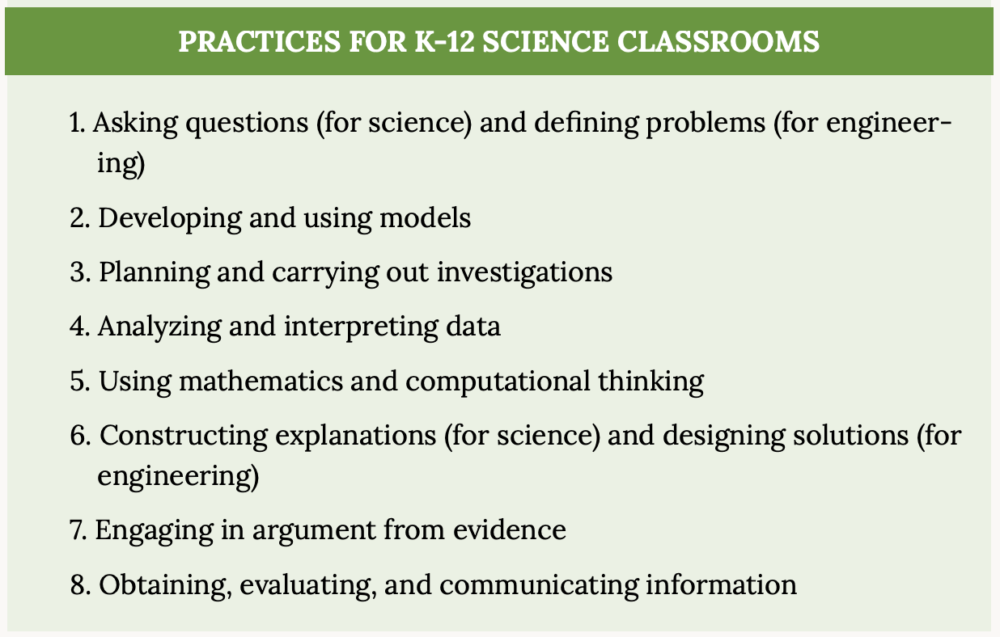 PRACTICES FOR K–12 SCIENCE CLASSROOMS
1. Asking questions (for science) and defining problems (for engineer-
ing)
2. Developing and using models
3. Planning and carrying out investigations
4. Analyzing and interpreting data
5. Using mathematics and computational thinking
6. Constructing explanations (for science) and designing solutions (for
engineering)
7. Engaging in argument from evidence
8. Obtaining, evaluating, and communicating information